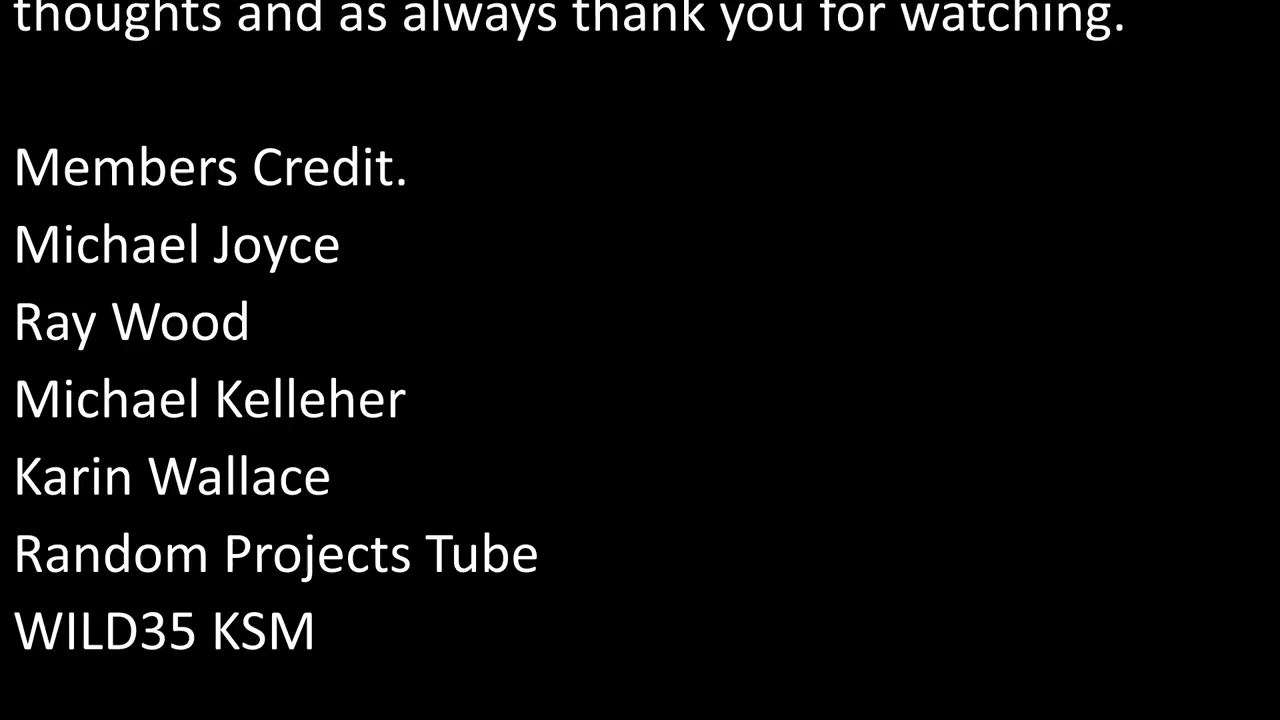 thoughts and as always thank you for watching.
Members Credit.
Michael Joyce
Ray Wood
Michael Kelleher
Karin Wallace
Random Projects Tube
WILD35 KSM